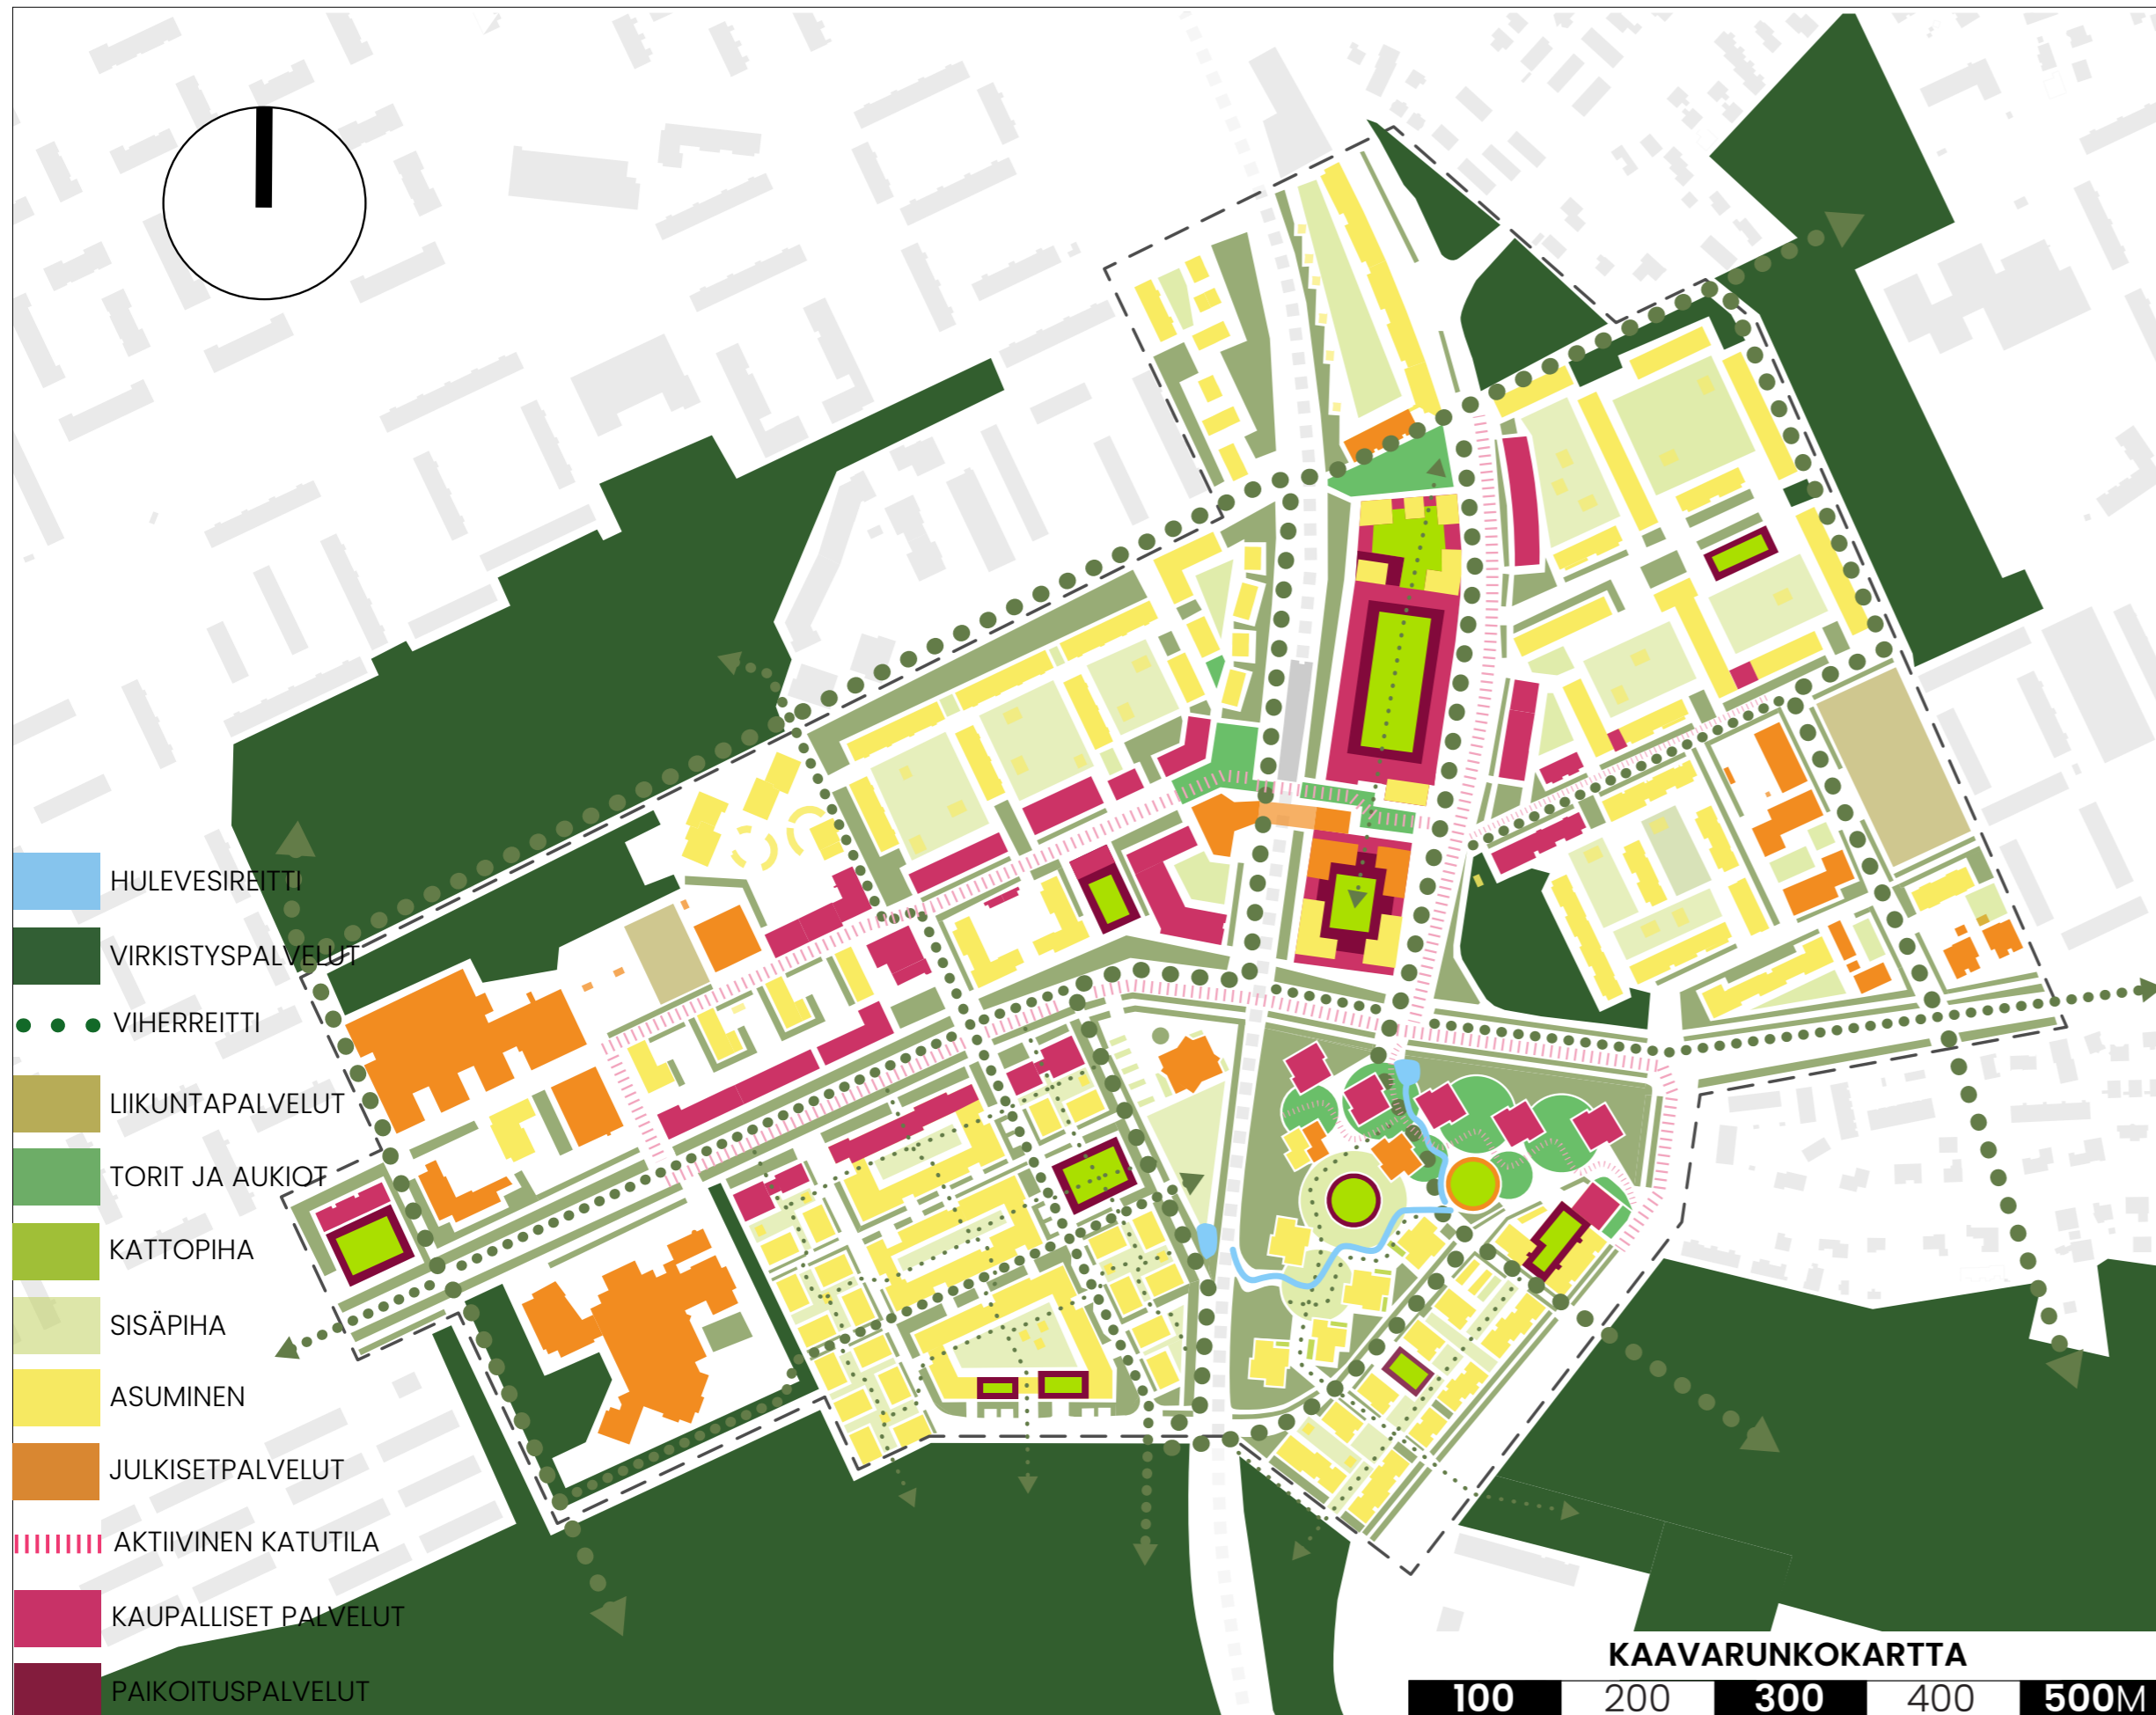 HULEVESIREITTI
VIRKISTYSPALVELUT
VIHERREITTI
LIIKUNTAPALVELUT
TORIT JA AUKIOT
KATTOPIHA
SISÄPIHA
ASUMINEN
JULKISETPALVELUT
AKTIIVINEN KATUTILA
KAUPALLISET PALVELUT
PAIKOITUSPALVELUT
KAAVARUNKOKARTTA
100 200 300 400 500M